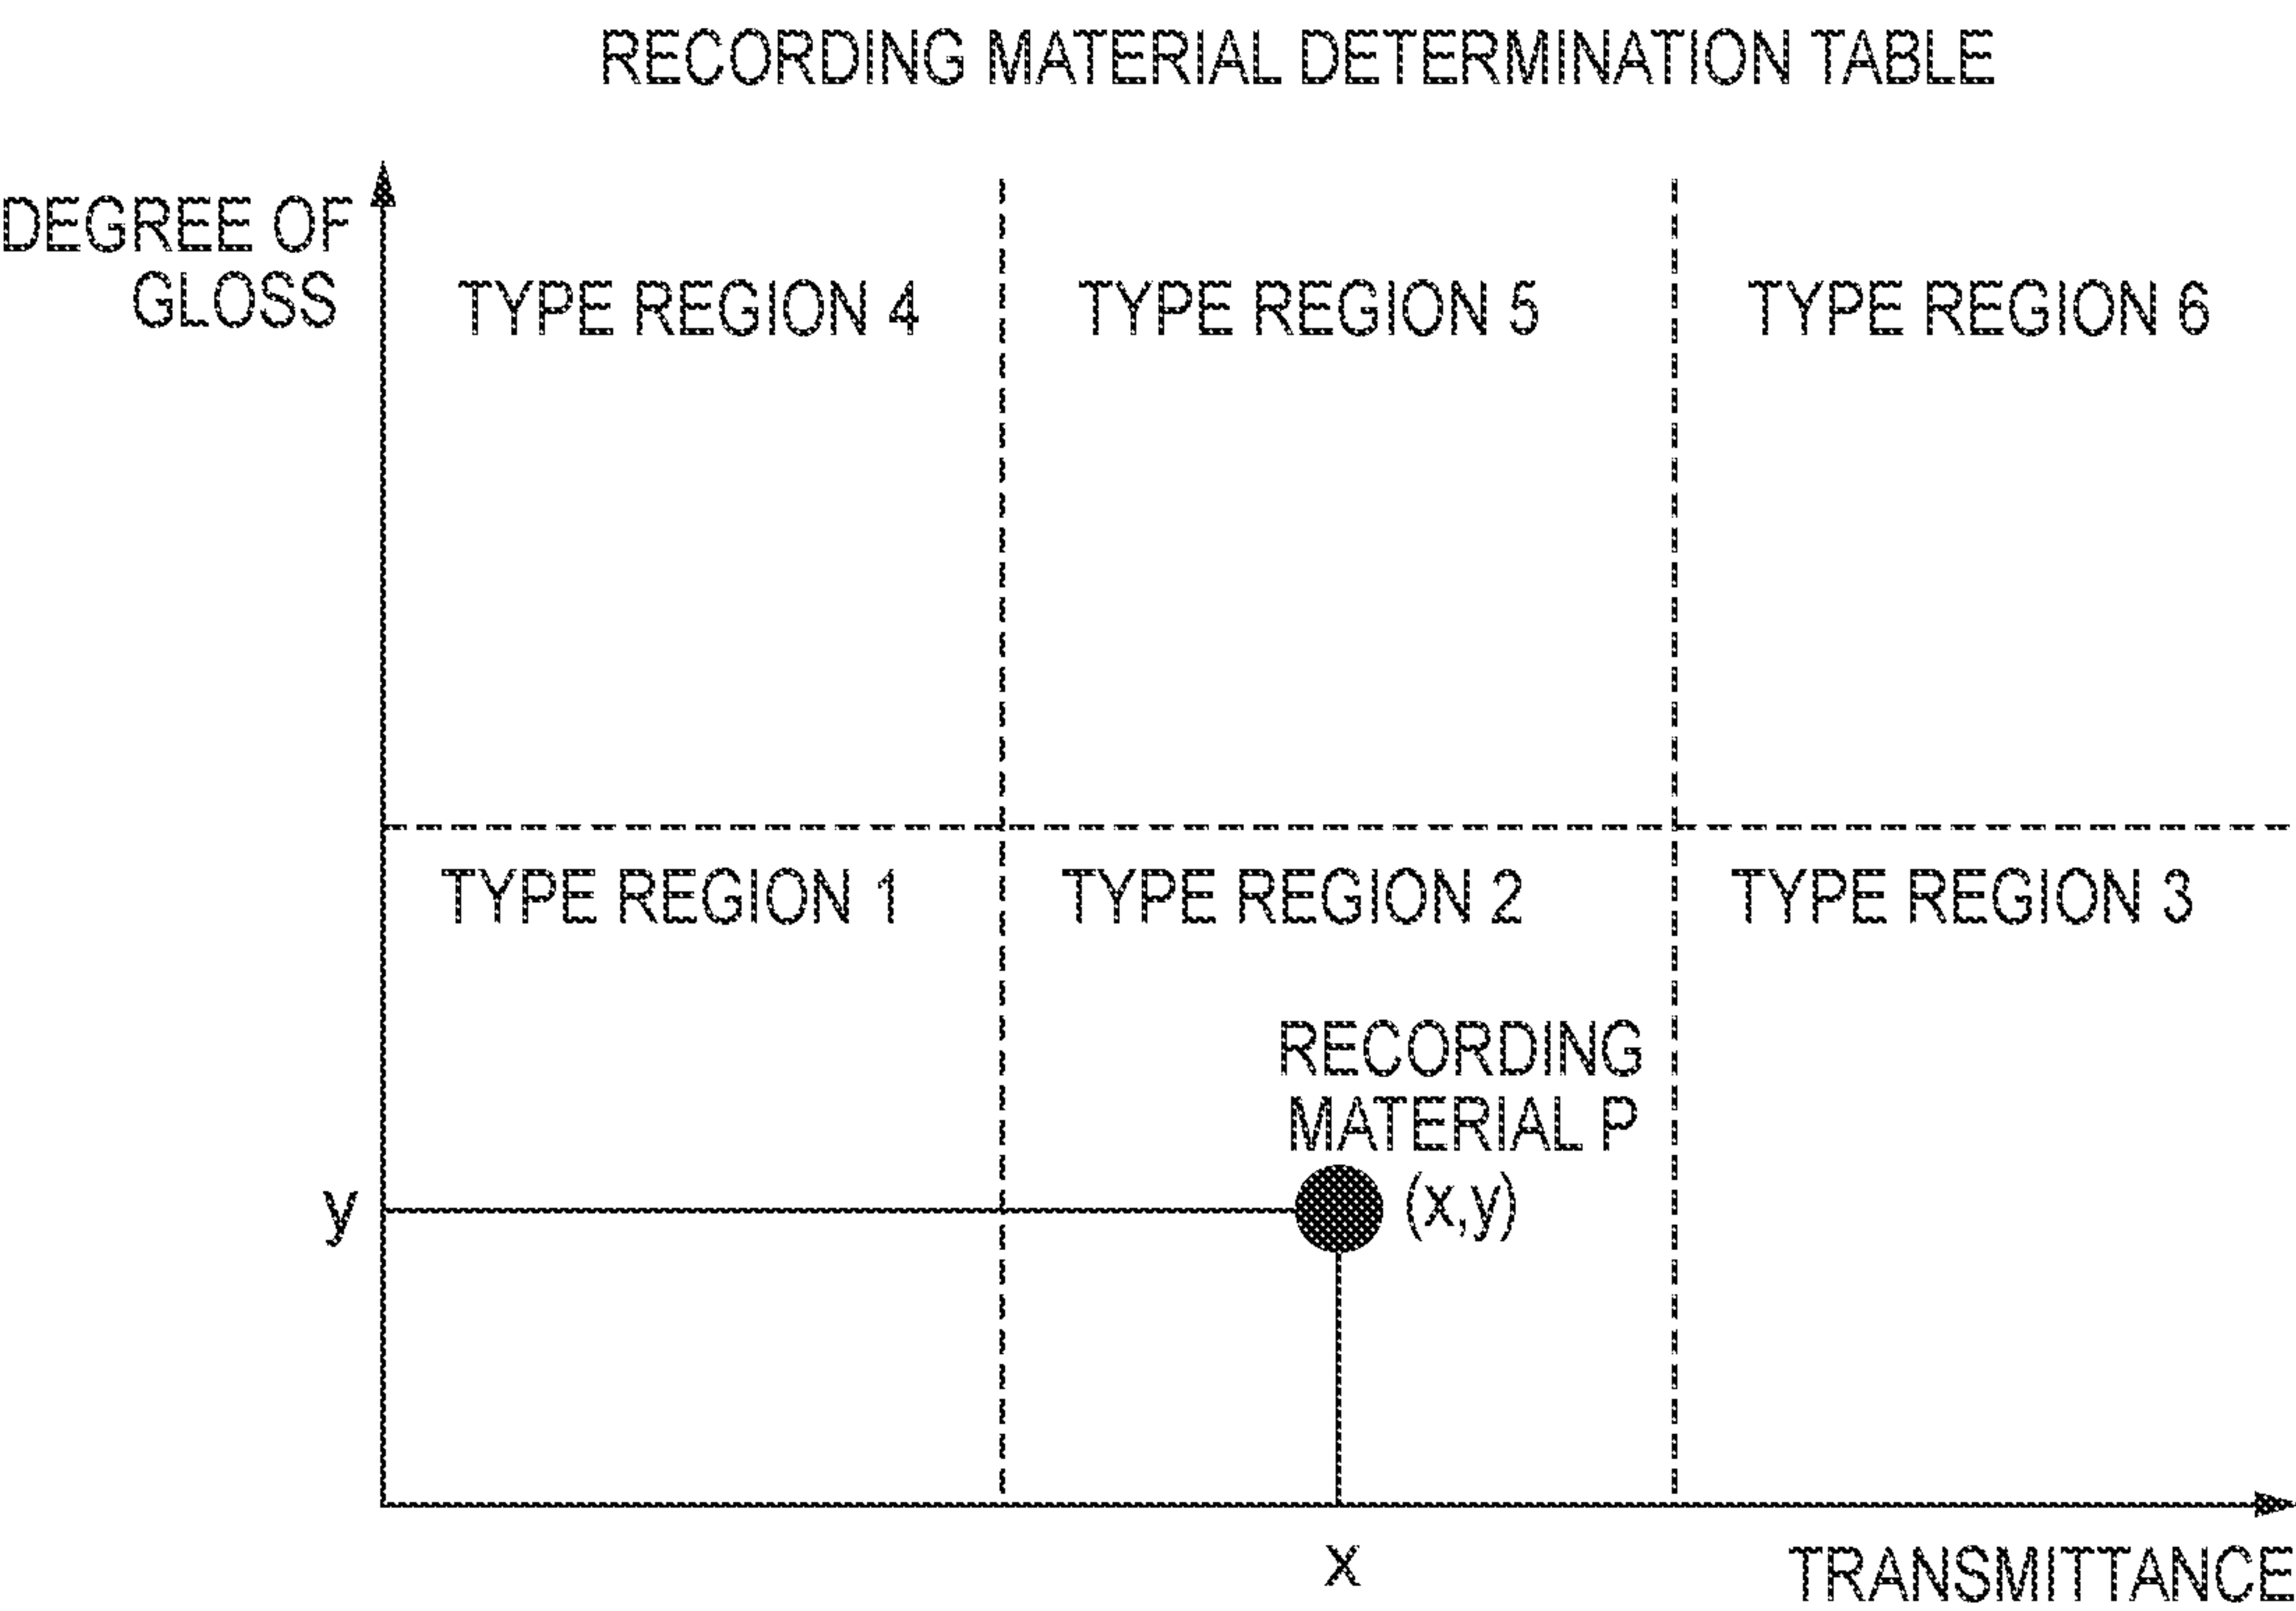 RECORDING MATERIAL DETERMINATION TABLE
DEGREE OF
GLOSS
TYPE REGION 4
TYPE REGION 5
TYPE REGION 6
TYPE REGION 1
TYPE REGION 2
TYPE REGION 3
RECORDING
MATERIAL P
(x,y)
y
x
TRANSMITTANCE